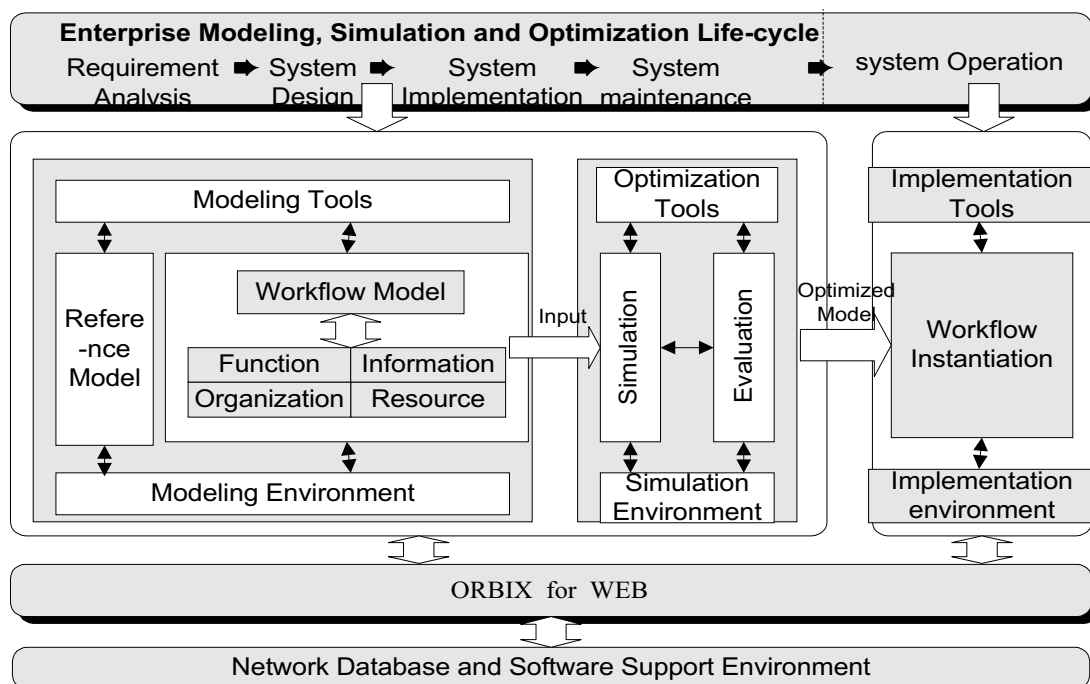 Enterprise Modeling, Simulation and Optimization Life-cycle
Requirement
Analysis
System
Design
System
Implementation
System
maintenance
system Operation
Modeling Tools
Refere
-nce
Model
Workflow Model
Function
Information
Organization
Resource
Modeling Environment
Input
Optimization
Tools
Simulation
Evaluation
Simulation
Environment
Optimized
Model
Implementation
Tools
Workflow
Instantiation
Implementation
environment
ORBIX for WEB
Network Database and Software Support Environment